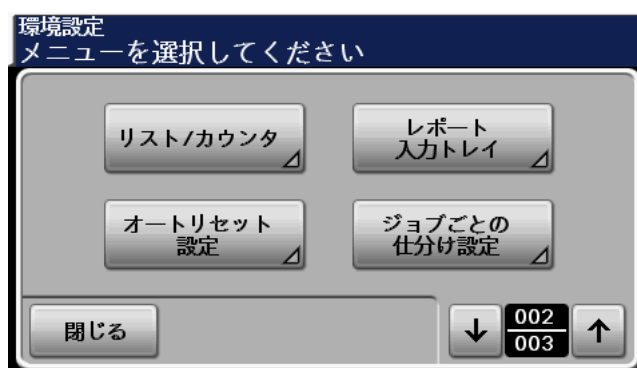 環境設定
メニューを選択してください
リスト/カウンタ
レポート
入力トレイ
オートリセット
設定
ジョブごとの
仕分け設定
閉じる
002
003